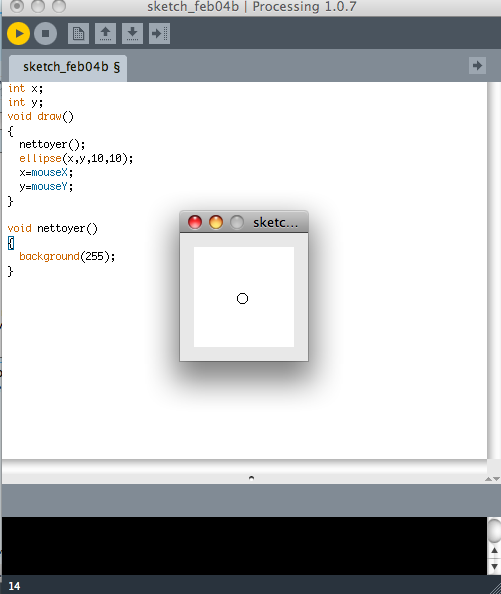 sketch_feb04b | Processing 1.0.7
sketch_feb04b §
int x;
int y;
void draw()
{
  nettoyer();
  ellipse(x,y,10,10);
  x=mouseX;
  y=mouseY;
}
void nettoyer()
{
  background(255);
}
sketc...
14